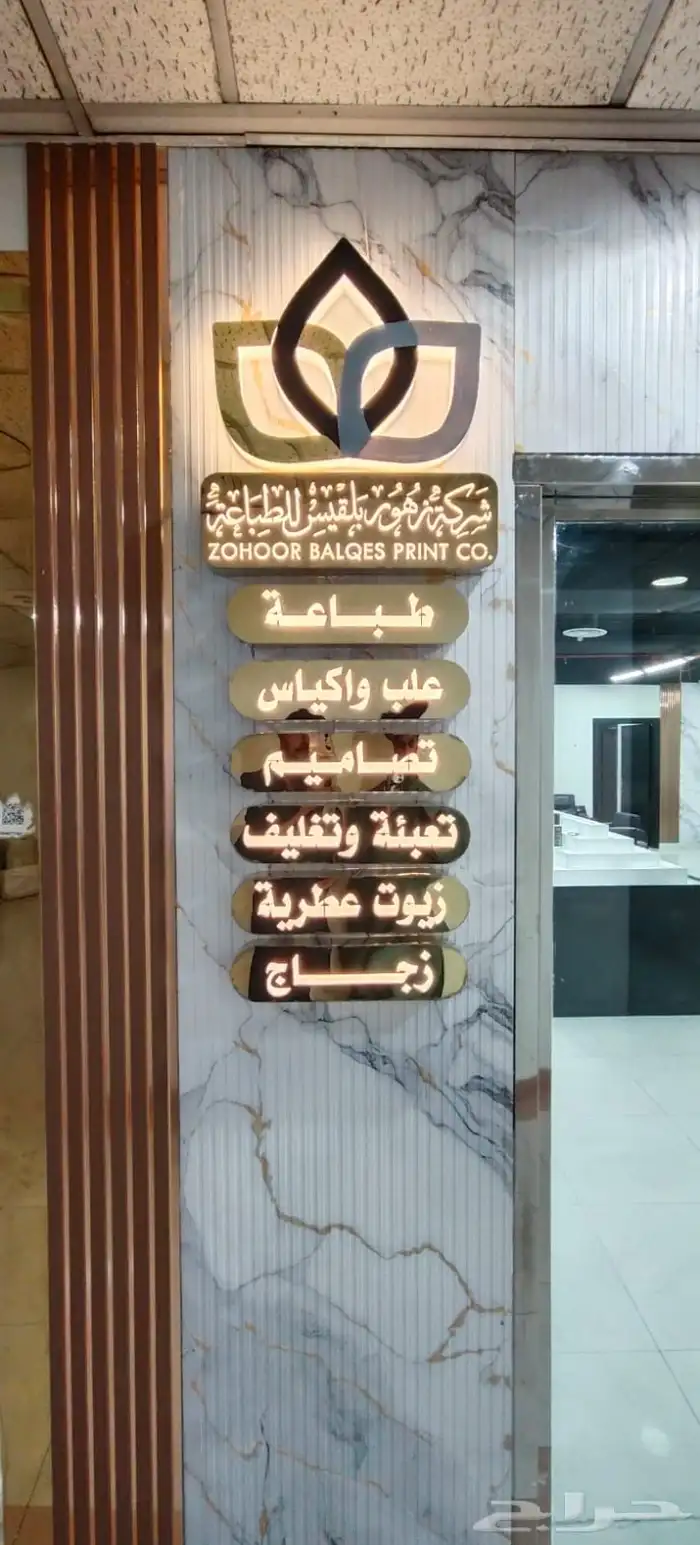 شركة زهور بلقيس للطباعة
ZOHOOR BALQES PRINT CO.
طباعة
علب واكياس
تصاميم
تعبئة وتغليف
زيوت عطرية
زجاج
حراج